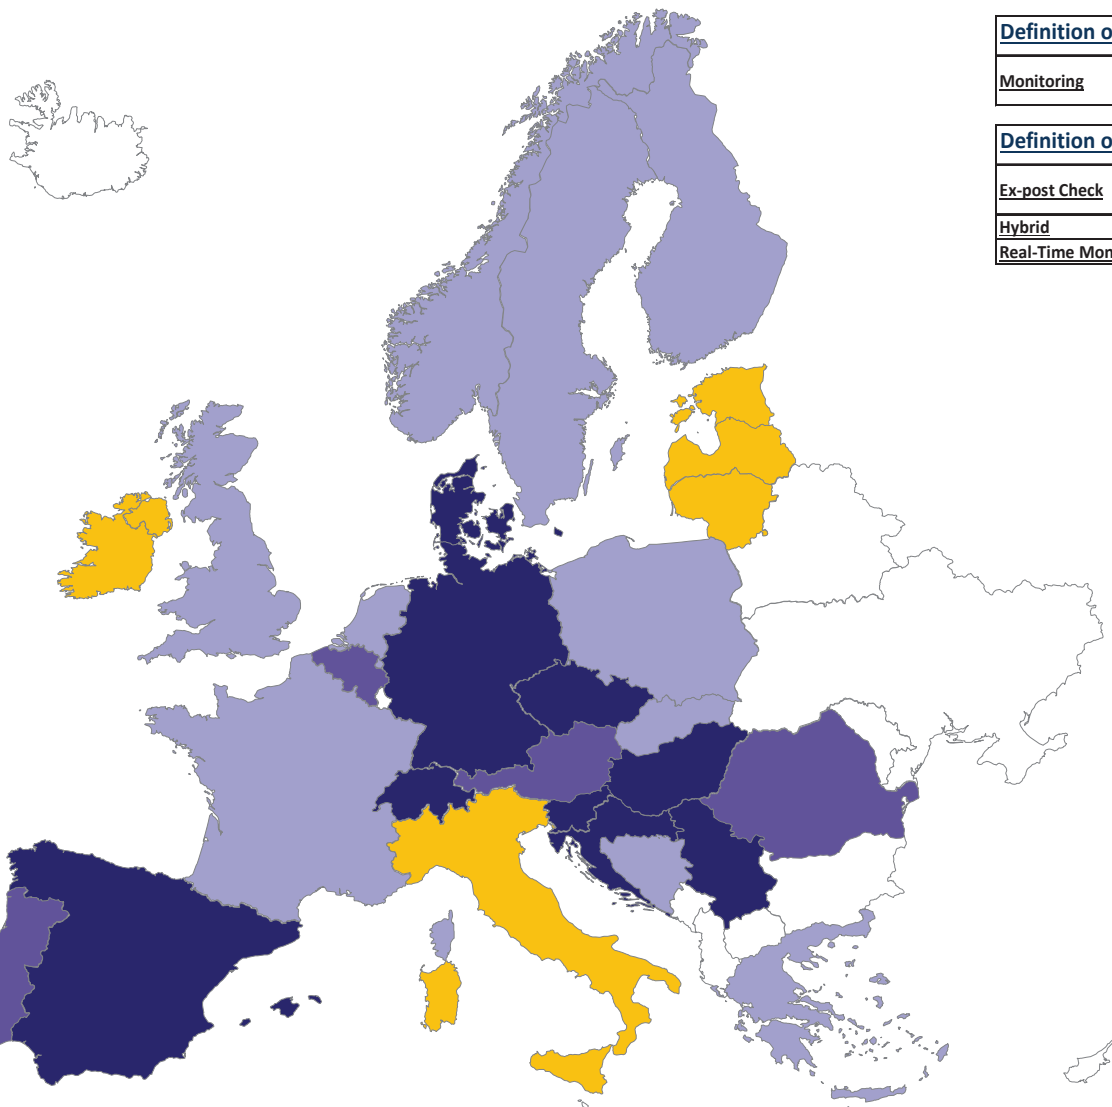 Definition o
Monitoring
Definition o
Ex-post Check
Hybrid
Real-Time Mon